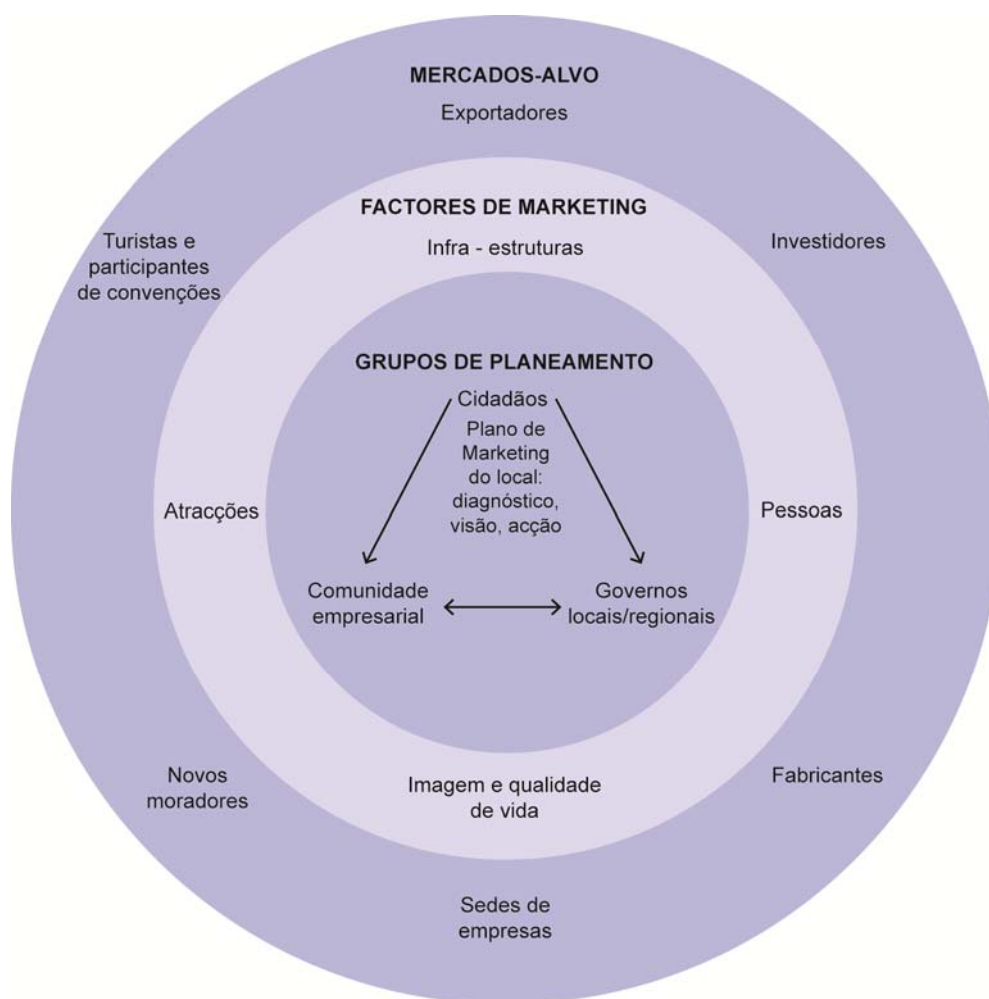 MERCADOS-ALVO
Exportadores
FACTORES DE MARKETING
Infra - estruturas
Turistas e
participantes
de convenções
Investidores
GRUPOS DE PLANEAMENTO
Cidadãos
Plano de
Marketing
do local:
diagnóstico,
visão, acção
Atracções
Pessoas
Comunidade
empresarial
Governos
locais/regionais
Novos
moradores
Imagem e qualidade
de vida
Fabricantes
Sedes de
empresas